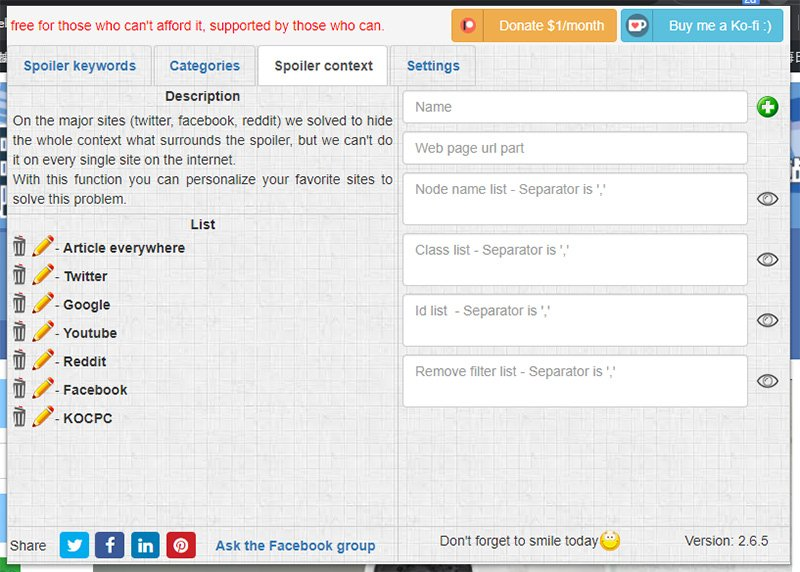 free for those who can't afford it, supported by those who can.
Donate $1/month
Buy me a Ko-fi :)
Spoiler keywords
Categories
Spoiler context
Settings
Description
On the major sites (twitter, facebook, reddit) we solved to hide
the whole context what surrounds the spoiler, but we can't do
it on every single site on the internet.
With this function you can personalize your favorite sites to
solve this problem.
List
- Article everywhere
- Twitter
- Google
- Youtube
- Reddit
- Facebook
- KOCPC
Name
Web page url part
Node name list - Separator is ','
Class list - Separator is ','
Id list - Separator is ','
Remove filter list - Separator is ','
Share
Ask the Facebook group
Don't forget to smile today
Version: 2.6.5